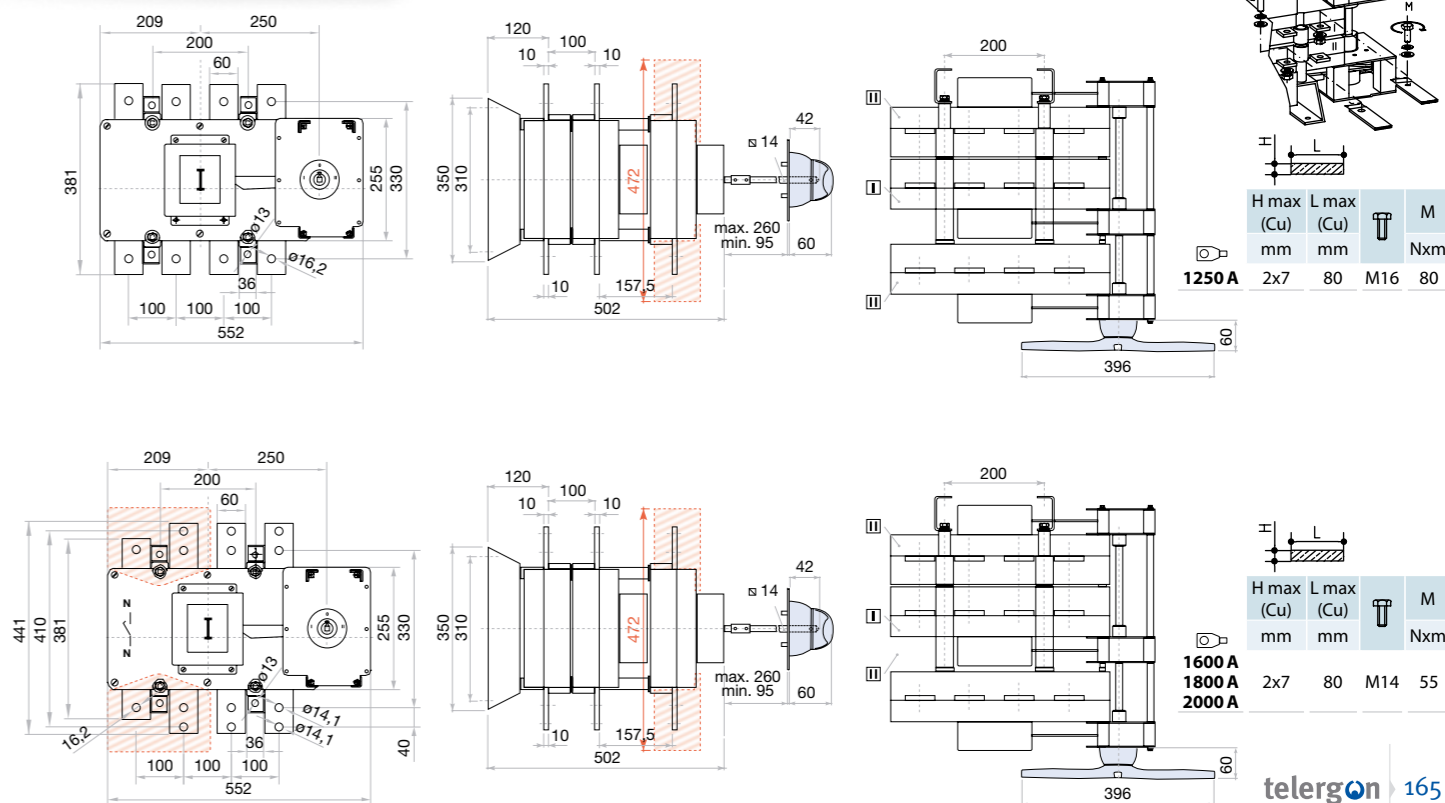 209
250
200
60
381
255
330
ø13
ø16,2
36
100
100
100
552
I
120
100
10
10
350
310
472
14
42
max. 260
min. 95
60
10
157,5
502
200
II
I
II
60
396
M
II
H
L
H max
(Cu)
L max
(Cu)
M
mm
mm
Nxm
1250 A
2x7
80
M16
80
209
250
200
60
441
410
381
N
N
I
255
330
ø13
16,2
ø14,1
ø14,1
36
40
100
100
100
552
120
100
10
10
350
310
472
14
42
max. 260
min. 95
60
10
157,5
502
200
II
I
II
60
396
H
L
H max
(Cu)
L max
(Cu)
M
mm
mm
Nxm
1600 A
1800 A
2000 A
2x7
80
M14
55
telergon
165